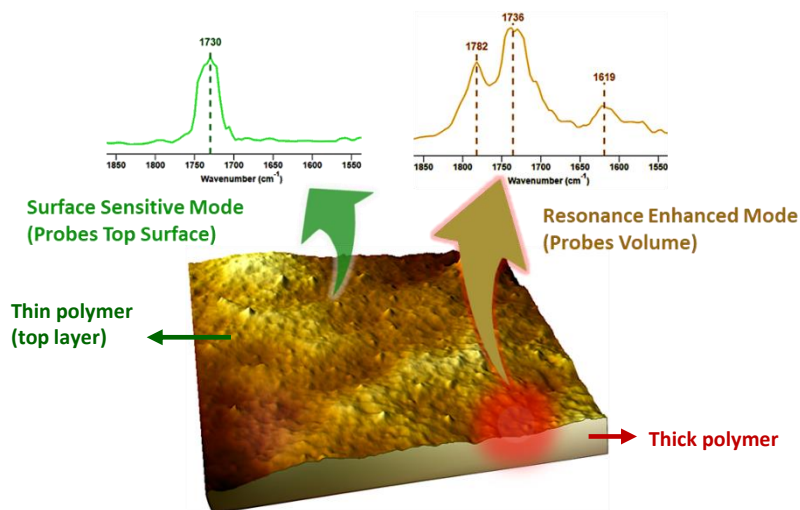 1730
1850 1800 1750 1700 1650 1600 1550
Wavenumber (cm⁻¹)
1782
1736
1619
1850 1800 1750 1700 1650 1600 1550
Wavenumber (cm⁻¹)
Surface Sensitive Mode
(Probes Top Surface)
Resonance Enhanced Mode
(Probes Volume)
Thin polymer
(top layer)
Thick polymer